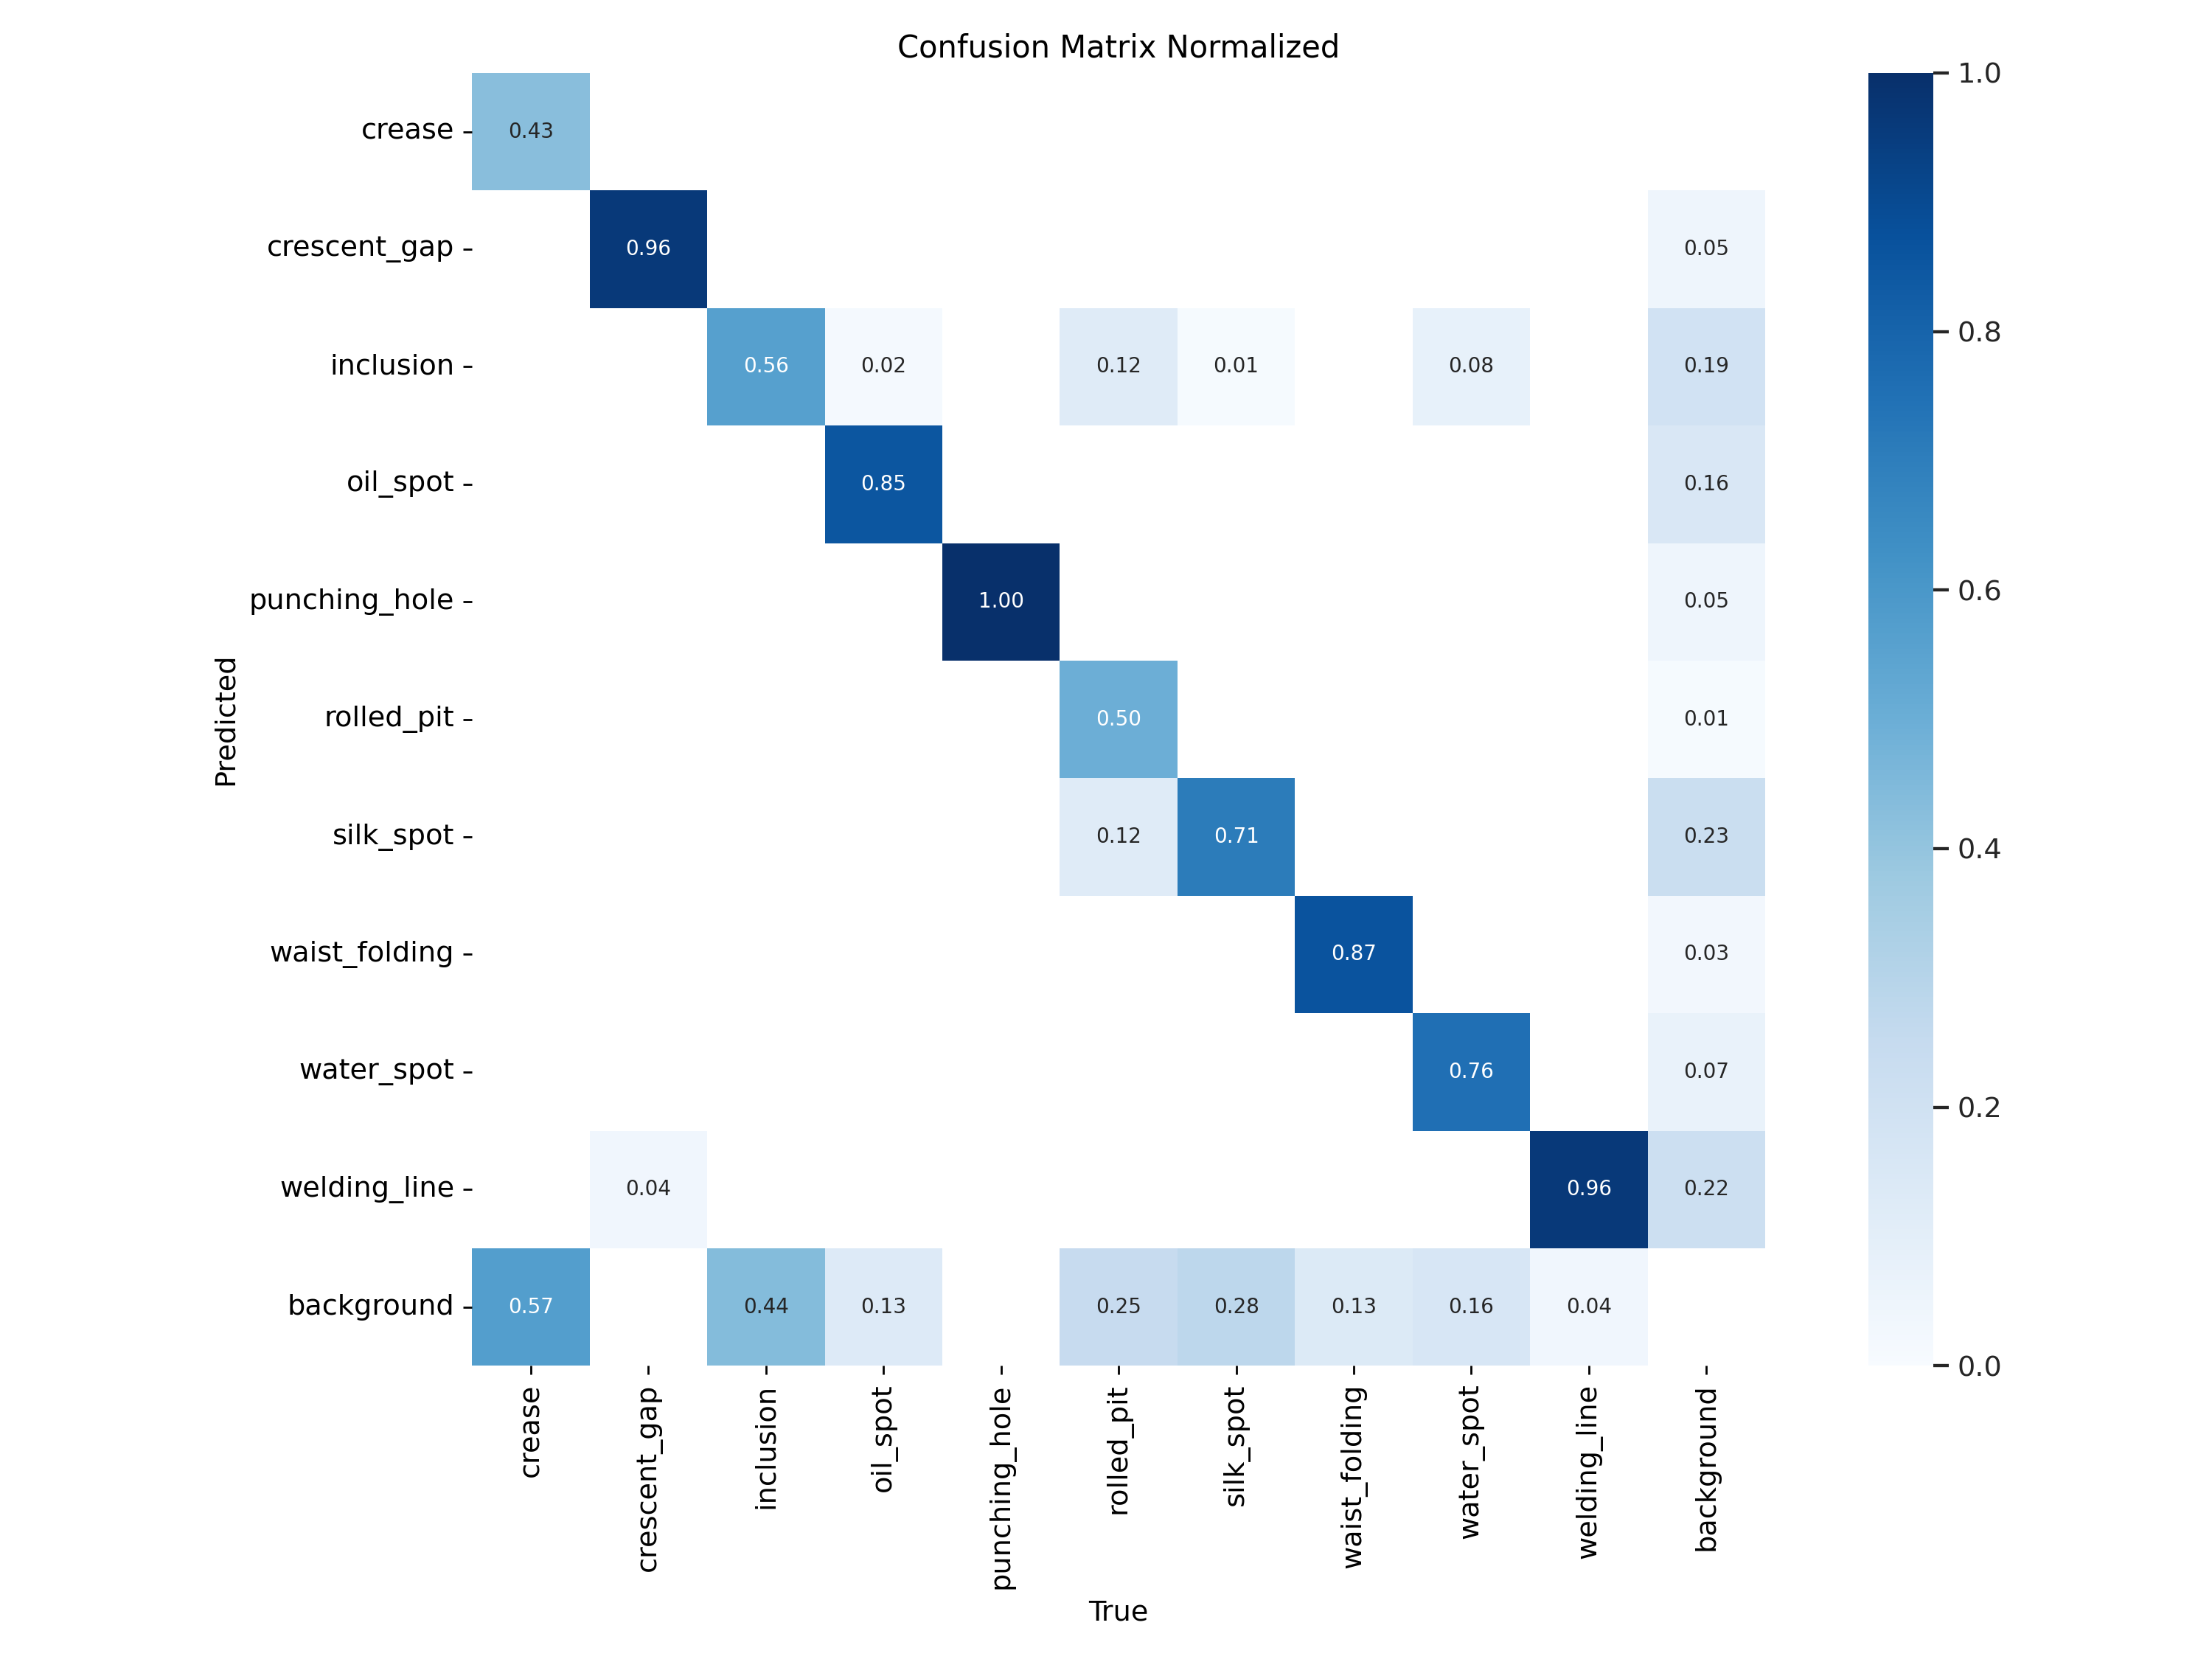 Confusion Matrix Normalized
1.0
crease 0.43
crescent_gap 0.96 0.05
inclusion 0.56 0.02 0.12 0.01 0.08 0.19
0.8
oil_spot 0.85 0.16
punching_hole 1.00 0.05
0.6
Predicted
rolled_pit 0.50 0.01
silk_spot 0.12 0.71 0.23
0.4
waist_folding 0.87 0.03
water_spot 0.76 0.07
0.2
welding_line 0.04 0.96 0.22
background 0.57 0.44 0.13 0.25 0.28 0.13 0.16 0.04
0.0
crease crescent_gap inclusion oil_spot punching_hole rolled_pit silk_spot waist_folding water_spot welding_line background
True